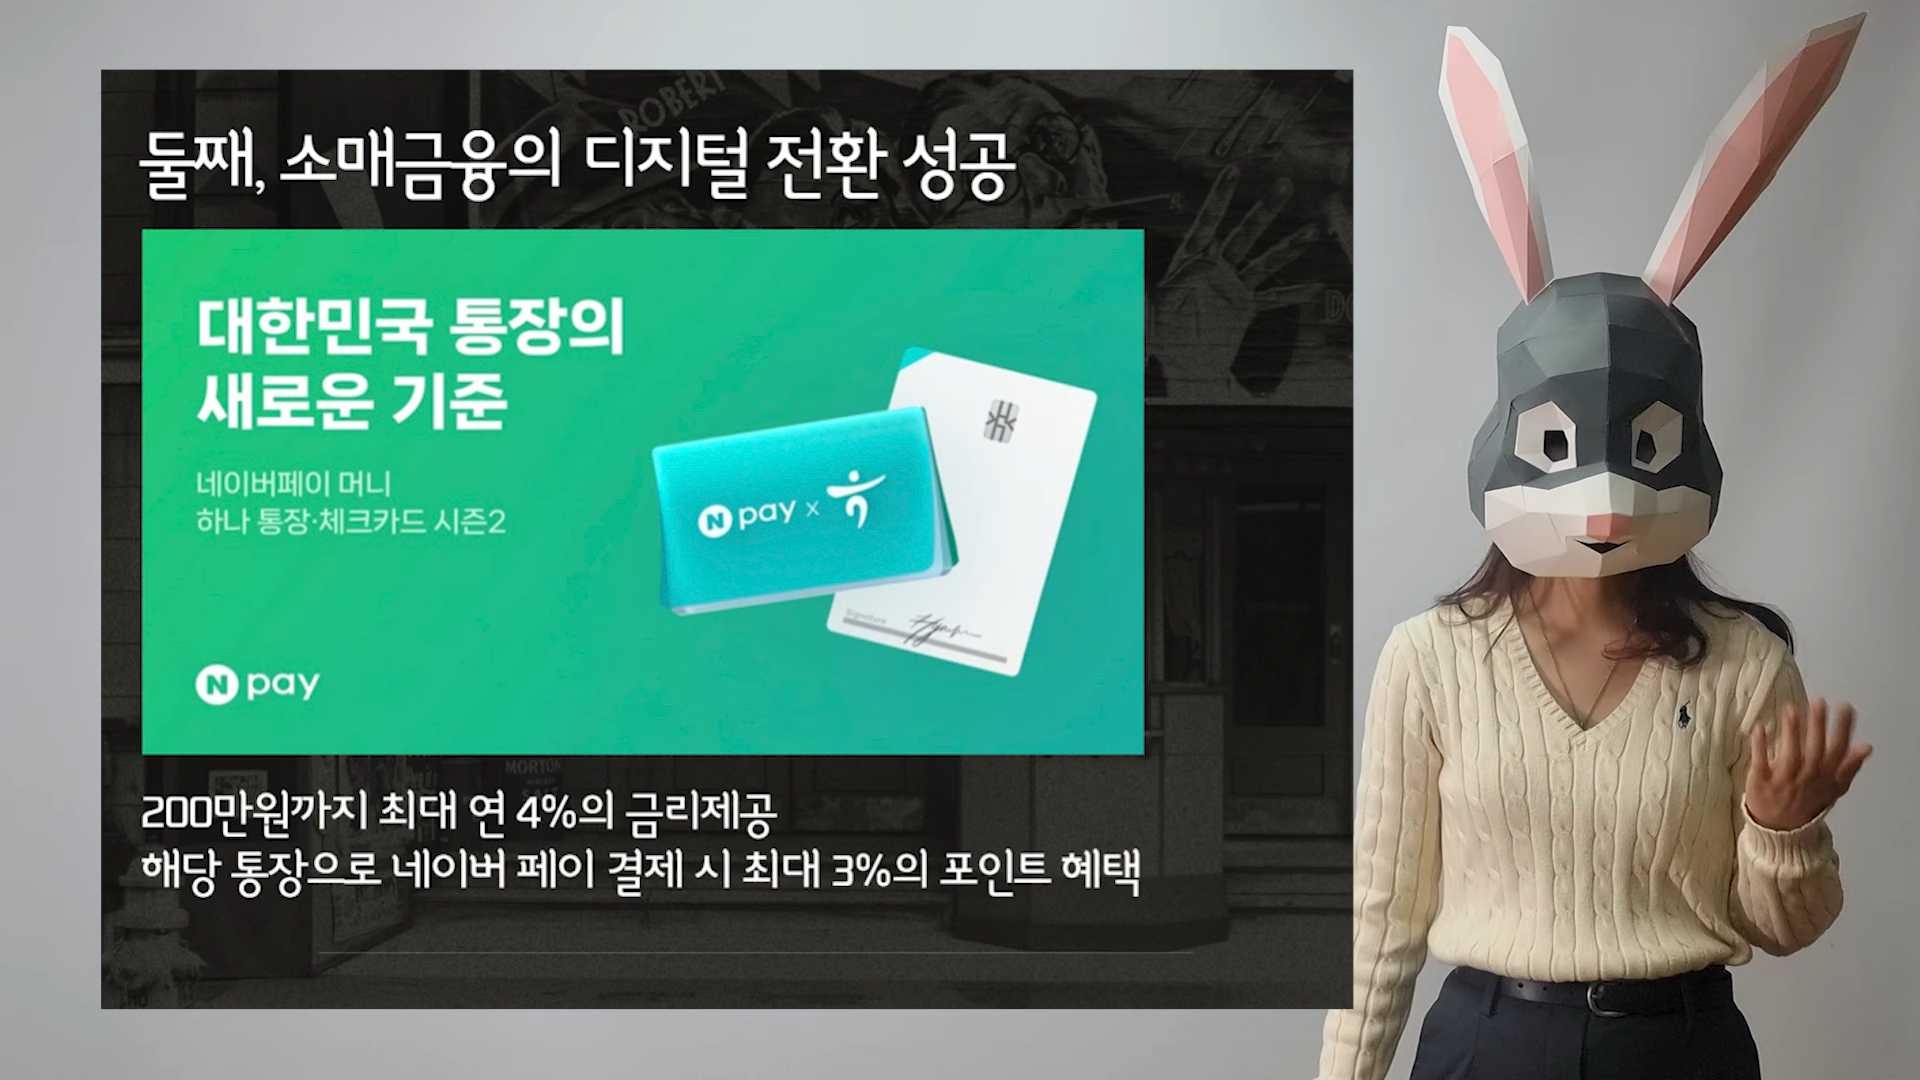 둘째, 소매금융의 디지털 전환 성공
ROBERT
대한민국 통장의
새로운 기준
네이버페이 머니
하나 통장·체크카드 시즌2
N pay x
Signature
N pay
MORTON
200만원까지 최대 연 4%의 금리제공
해당 통장으로 네이버 페이 결제 시 최대 3%의 포인트 혜택